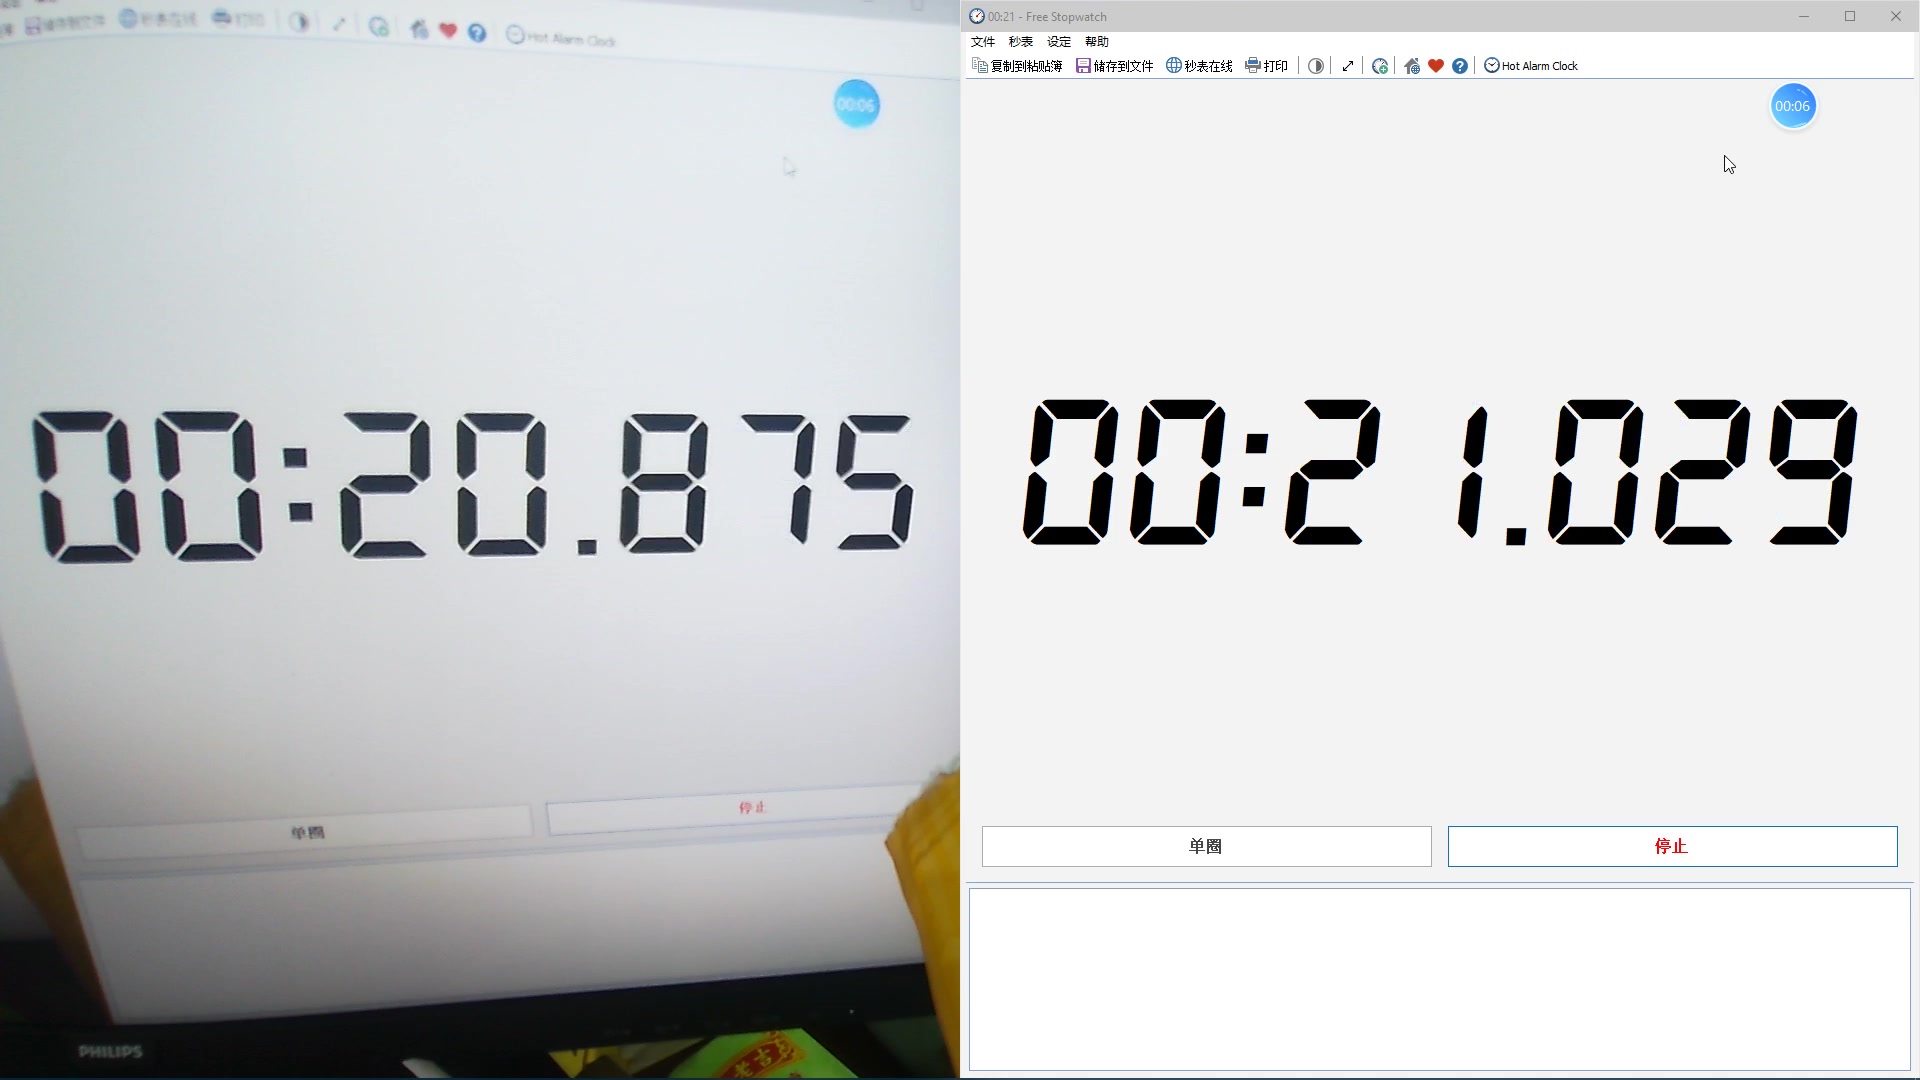 储存到文件 秒表在线 打印 Hot Alarm Clock
00:06
00:20.875
单圈 停止
PHILIPS
00:21 - Free Stopwatch
文件 秒表 设定 帮助
复制到粘贴簿 储存到文件 秒表在线 打印 Hot Alarm Clock
00:06
00:21.029
单圈 停止